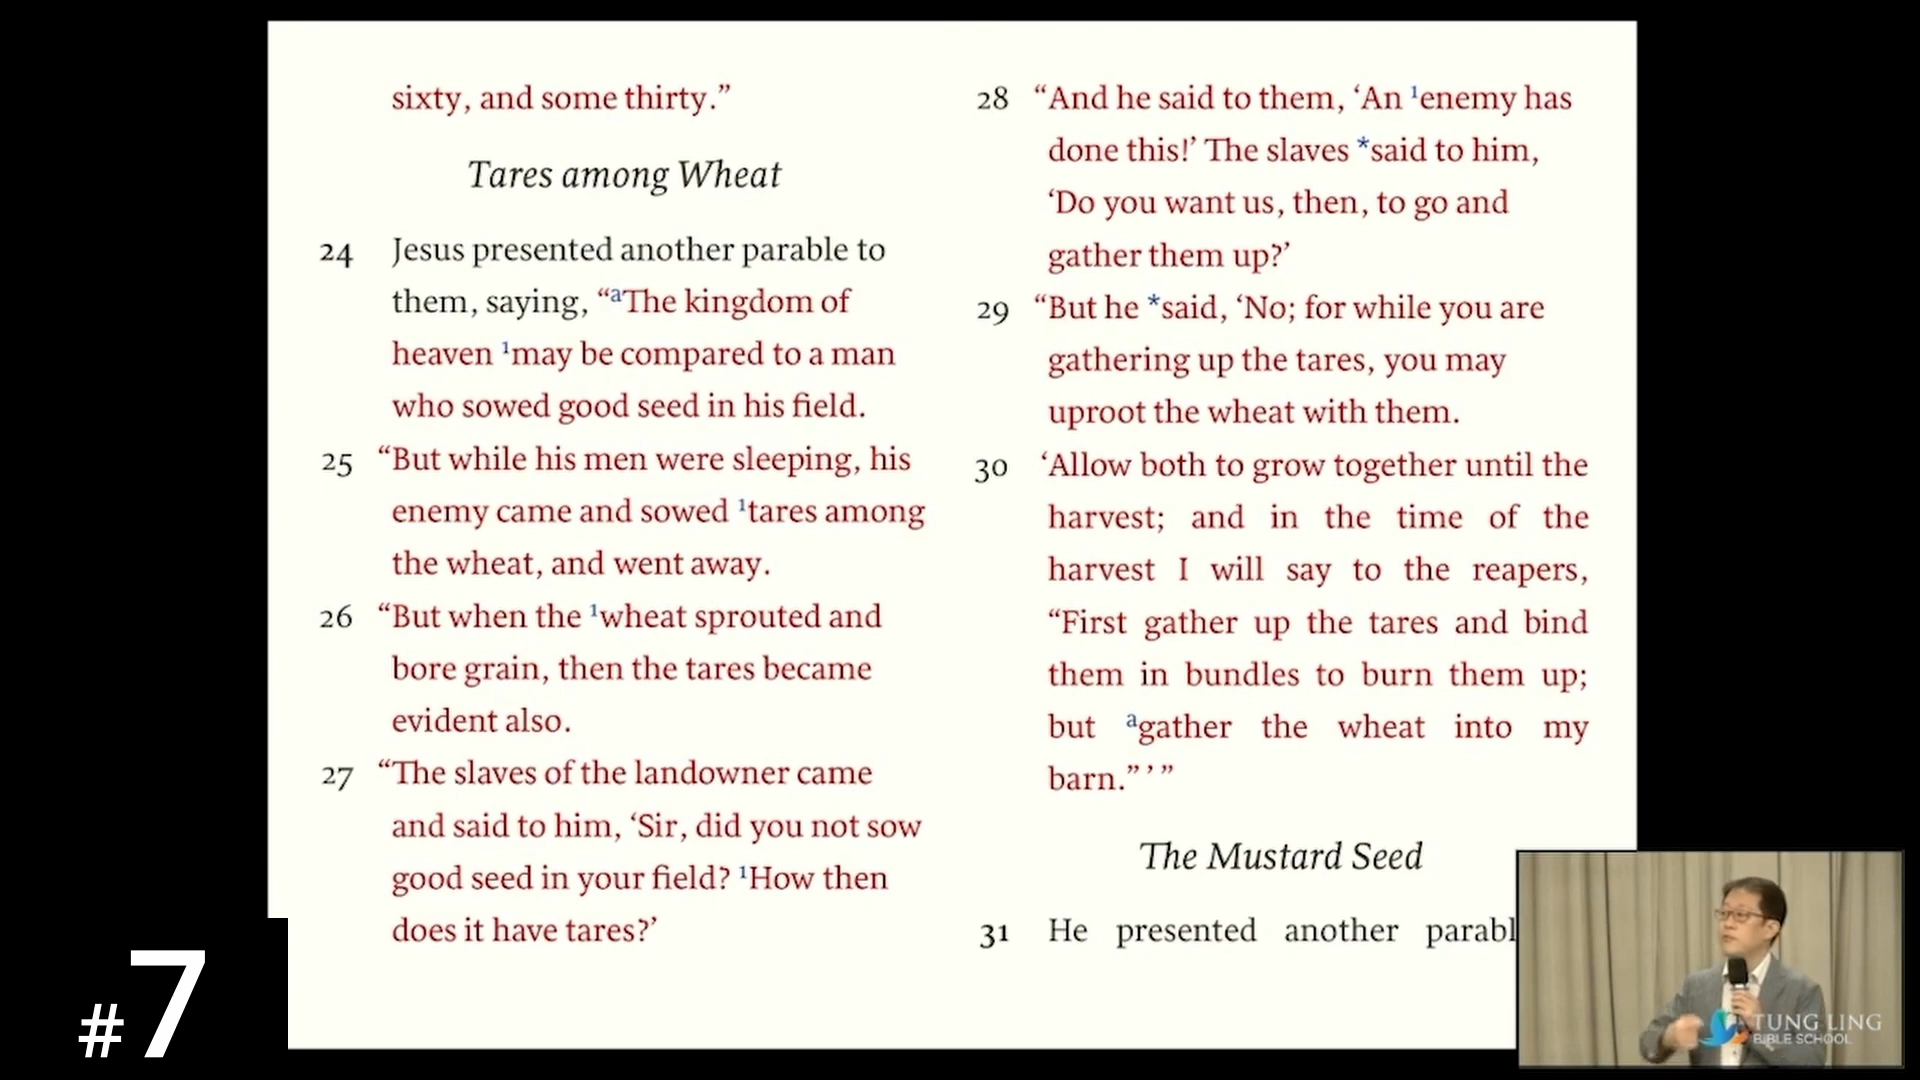 sixty, and some thirty.”
Tares among Wheat
24 Jesus presented another parable to
them, saying, “ᵃThe kingdom of
heaven ¹may be compared to a man
who sowed good seed in his field.
25 “But while his men were sleeping, his
enemy came and sowed ¹tares among
the wheat, and went away.
26 “But when the ¹wheat sprouted and
bore grain, then the tares became
evident also.
27 “The slaves of the landowner came
and said to him, ‘Sir, did you not sow
good seed in your field? ¹How then
does it have tares?’
28 “And he said to them, ‘An ¹enemy has
done this!’ The slaves *said to him,
‘Do you want us, then, to go and
gather them up?’
29 “But he *said, ‘No; for while you are
gathering up the tares, you may
uproot the wheat with them.
30 ‘Allow both to grow together until the
harvest; and in the time of the
harvest I will say to the reapers,
“First gather up the tares and bind
them in bundles to burn them up;
but ᵃgather the wheat into my
barn.” ’ ”
The Mustard Seed
31 He presented another parabl
#7
TUNG LING
BIBLE SCHOOL